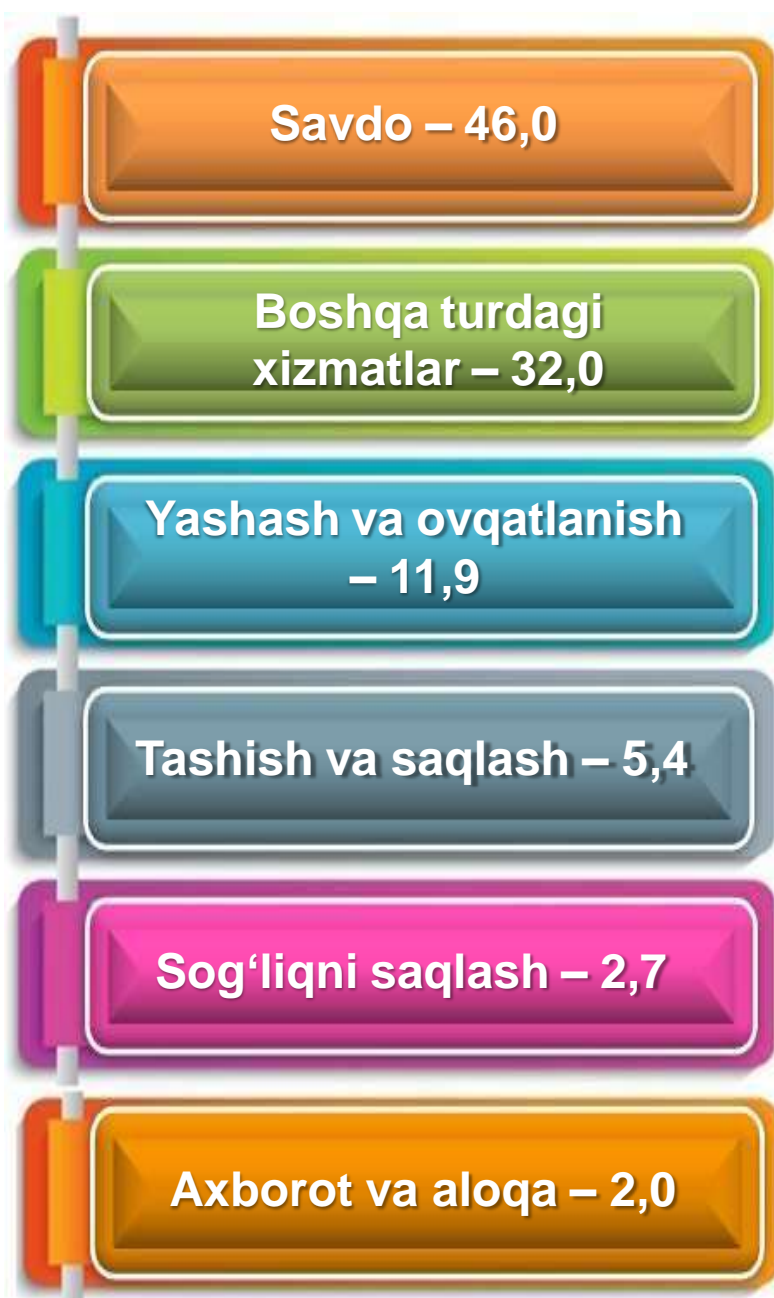 Savdo – 46,0
Boshqa turdagi
xizmatlar – 32,0
Yashash va ovqatlanish
– 11,9
Tashish va saqlash – 5,4
Sog‘liqni saqlash – 2,7
Axborot va aloqa – 2,0